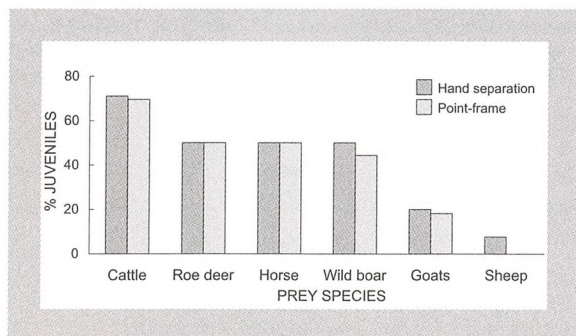 80
60
40
20
0
% JUVENILES
Hand separation
Point-frame
Cattle Roe deer Horse Wild boar Goats Sheep
PREY SPECIES